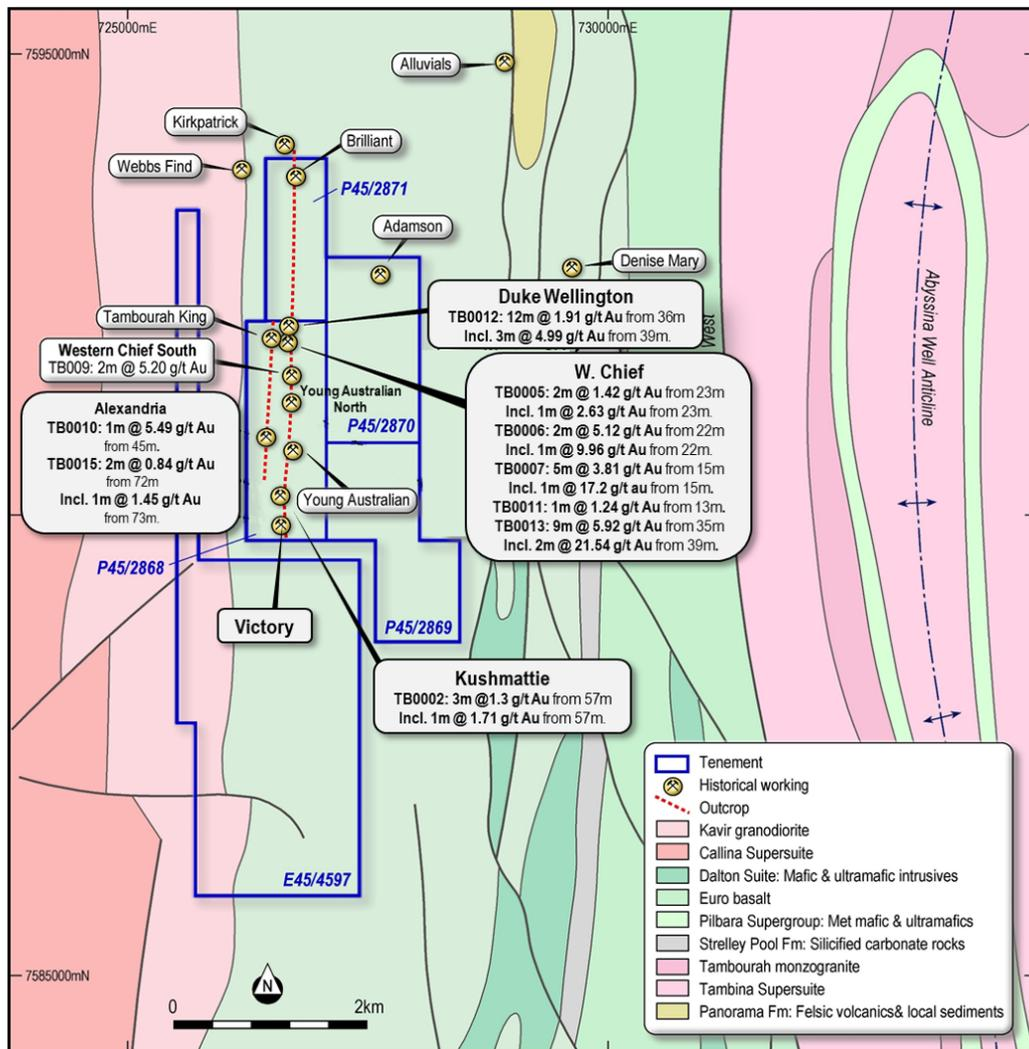 725000mE
730000mE
7595000mN
Alluvials
Kirkpatrick
Brilliant
Webbs Find
P45/2871
Adamson
Denise Mary
Duke Wellington
TB0012: 12m @ 1.91 g/t Au from 36m
Incl. 3m @ 4.99 g/t Au from 39m.
Tambourah King
West
Abyssina Well Anticline
Western Chief South
TB009: 2m @ 5.20 g/t Au
W. Chief
TB0005: 2m @ 1.42 g/t Au from 23m
Incl. 1m @ 2.63 g/t Au from 23m.
TB0006: 2m @ 5.12 g/t Au from 22m
Incl. 1m @ 9.96 g/t Au from 22m.
TB0007: 5m @ 3.81 g/t Au from 15m
Incl. 1m @ 17.2 g/t au from 15m.
TB0011: 1m @ 1.24 g/t Au from 13m.
TB0013: 9m @ 5.92 g/t Au from 35m
Incl. 2m @ 21.54 g/t Au from 39m.
Young Australian
North
P45/2870
Alexandria
TB0010: 1m @ 5.49 g/t Au
from 45m.
TB0015: 2m @ 0.84 g/t Au
from 72m
Incl. 1m @ 1.45 g/t Au
from 73m.
Young Australian
P45/2868
Victory
P45/2869
Kushmattie
TB0002: 3m @1.3 g/t Au from 57m
Incl. 1m @ 1.71 g/t Au from 57m.
E45/4597
7585000mN
N
0
2km
Tenement
Historical working
Outcrop
Kavir granodiorite
Callina Supersuite
Dalton Suite: Mafic & ultramafic intrusives
Euro basalt
Pilbara Supergroup: Met mafic & ultramafics
Strelley Pool Fm: Silicified carbonate rocks
Tambourah monzogranite
Tambina Supersuite
Panorama Fm: Felsic volcanics& local sediments